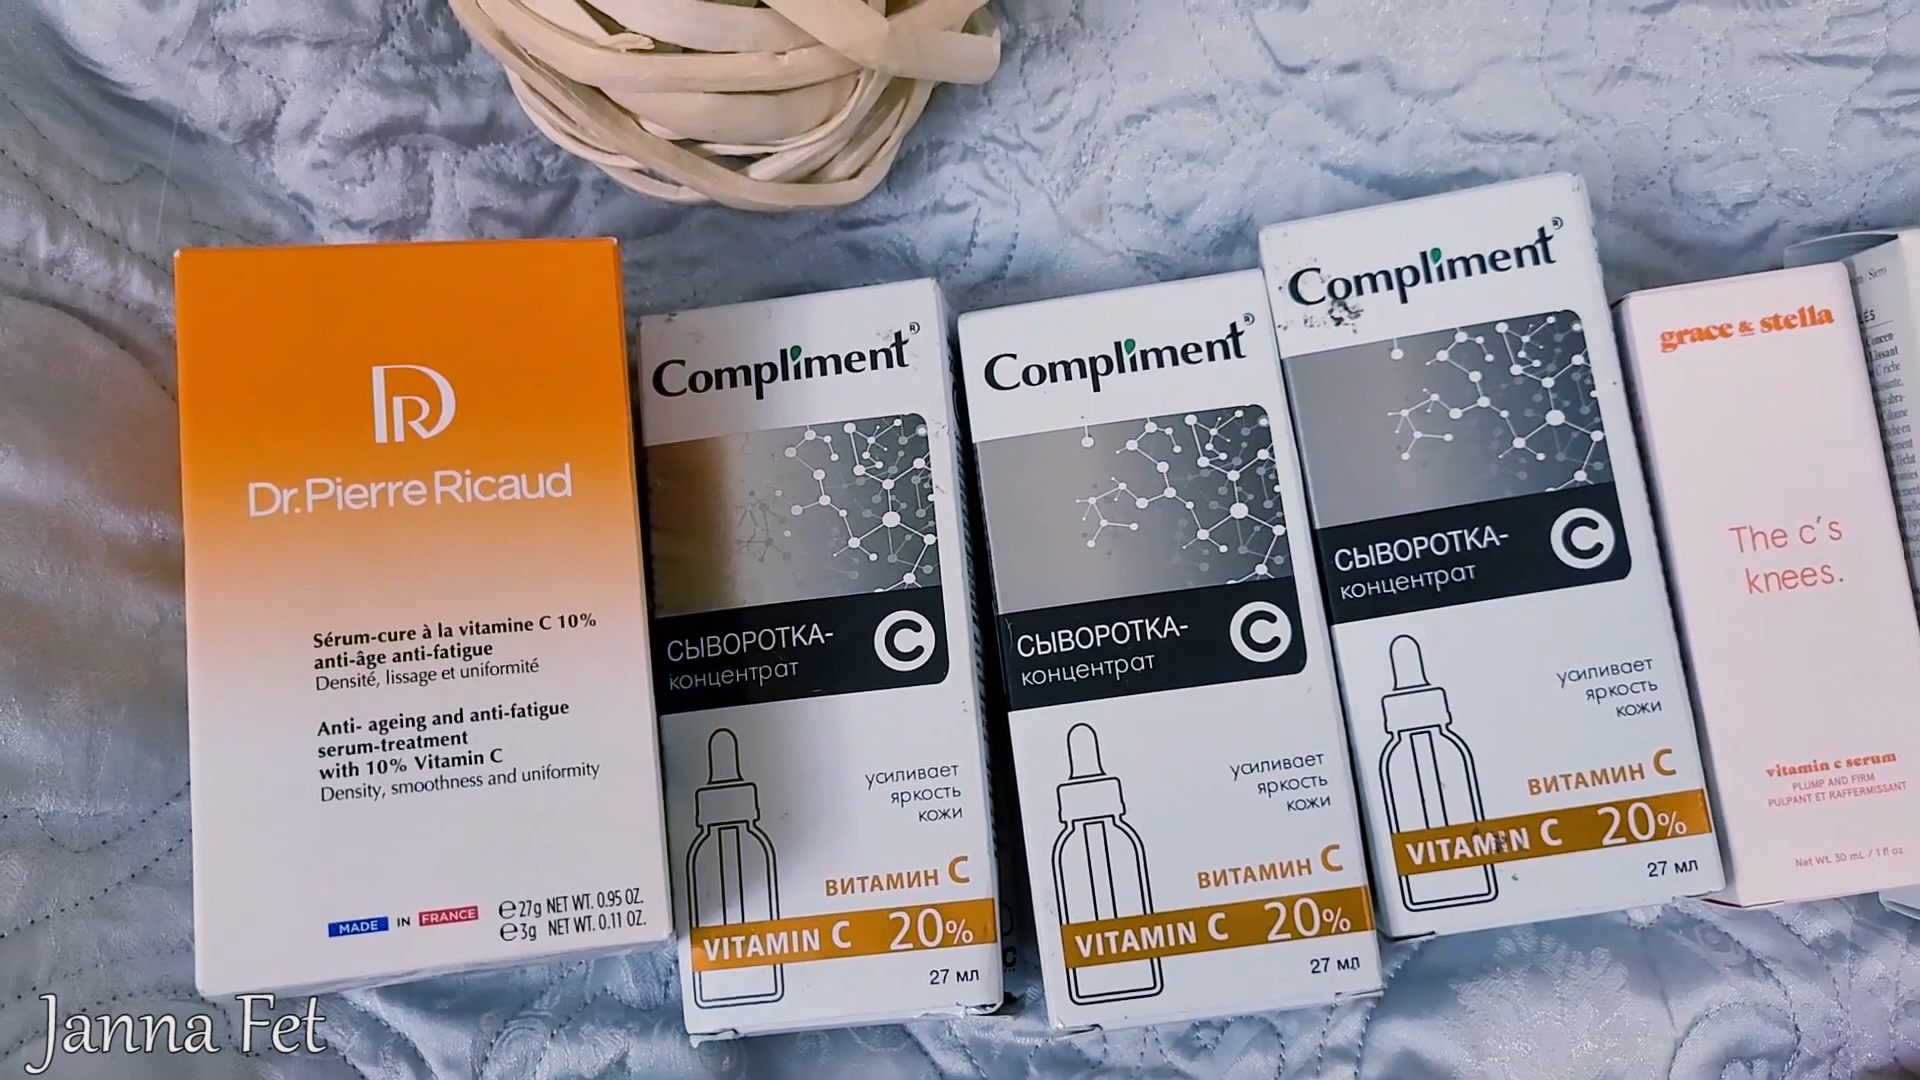 DR
Dr.Pierre Ricaud
Sérum-cure à la vitamine C 10%
anti-âge anti-fatigue
Densité, lissage et uniformité
Anti- ageing and anti-fatigue
serum-treatment
with 10% Vitamin C
Density, smoothness and uniformity
MADE IN FRANCE
℮27g NET WT. 0.95 OZ.
℮3g NET WT. 0.11 OZ.
Compliment®
СЫВОРОТКА-
концентрат
C
усиливает
яркость
кожи
ВИТАМИН C
VITAMIN C 20%
27 мл
Compliment®
СЫВОРОТКА-
концентрат
C
усиливает
яркость
кожи
ВИТАМИН C
VITAMIN C 20%
27 мл
Compliment®
СЫВОРОТКА-
концентрат
C
усиливает
яркость
кожи
ВИТАМИН C
VITAMIN C 20%
27 мл
grace & stella
The c's
knees.
vitamin c serum
PLUMP AND FIRM
PULPANT ET RAFFERMISSANT
Net Wt. 30 mL / 1 fl oz
Siero
Lissant
C riche
donne
Janna Fet